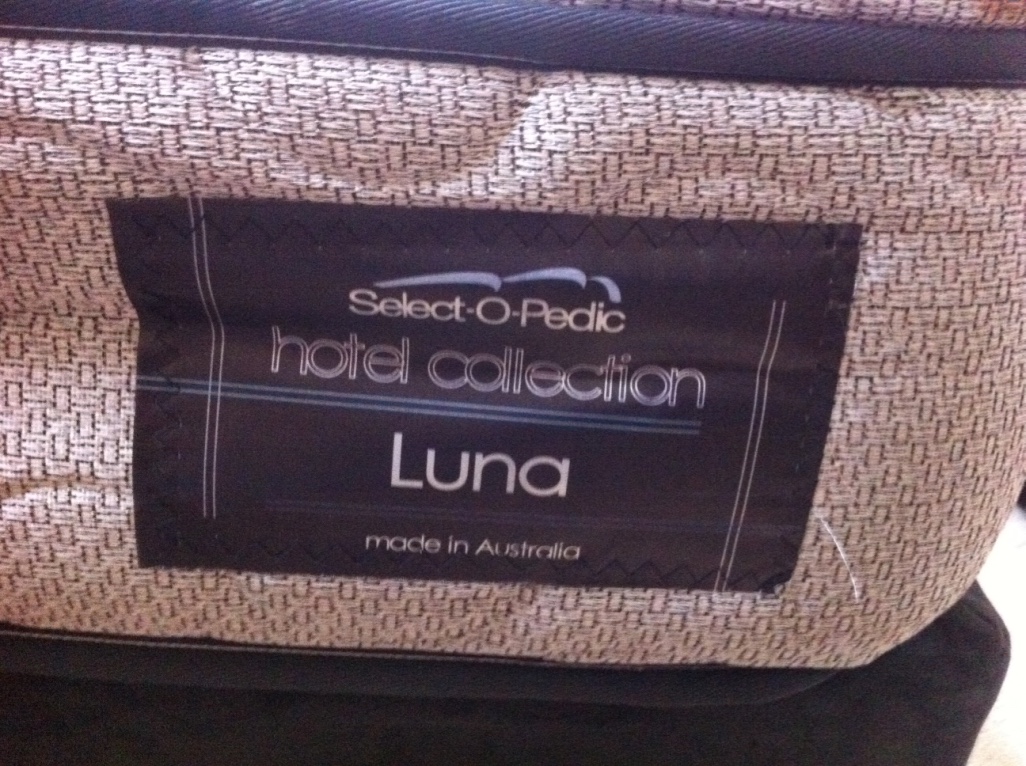 Select-O-Pedic
hotel collection
Luna
made in Australia